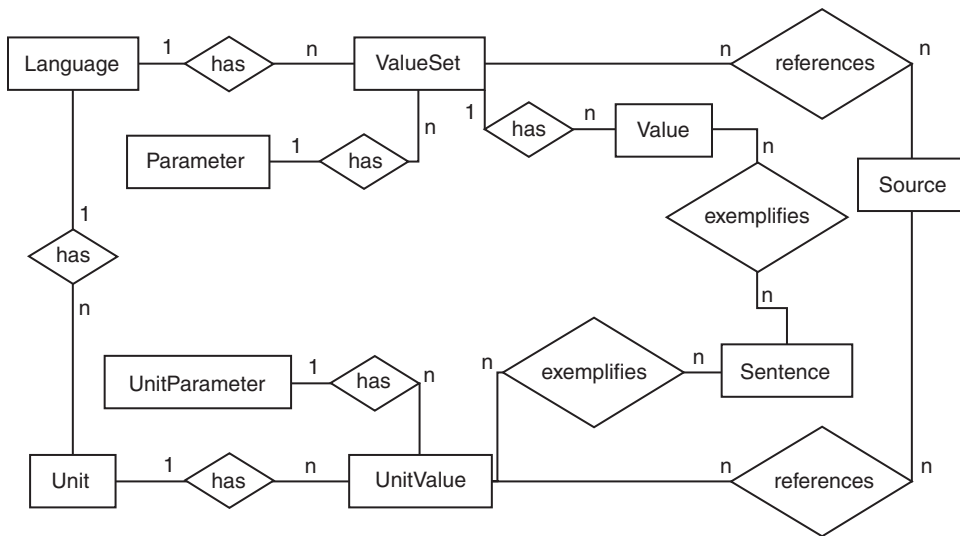 1
n
n
n
Language
has
ValueSet
references
1
n
n
has
Value
Parameter
1
has
n
Source
exemplifies
1
has
n
n
UnitParameter
1
has
n
n
exemplifies
n
Sentence
Unit
1
has
n
UnitValue
n
references
n